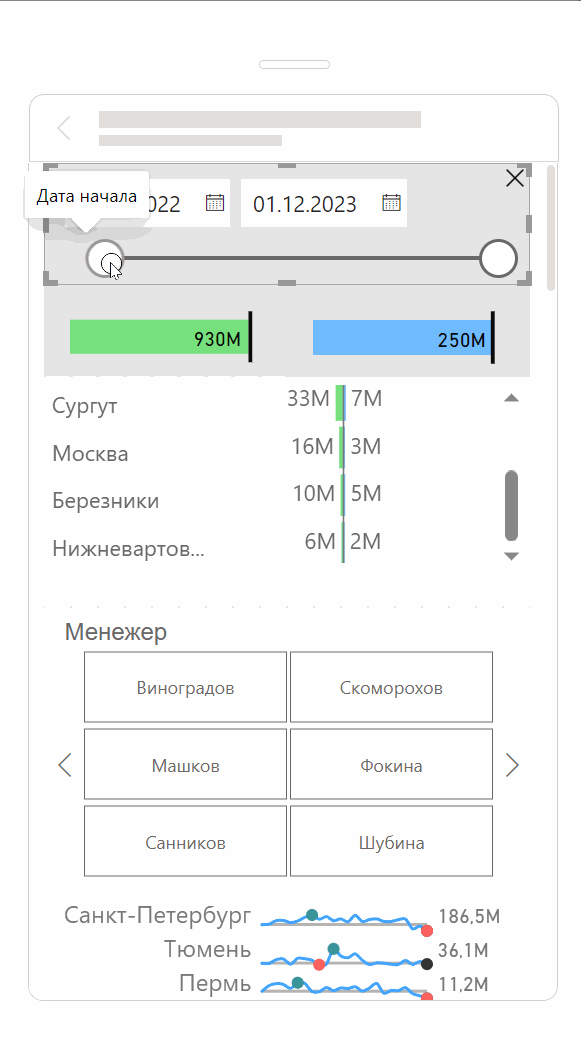 Дата начала
022
01.12.2023
930M
250M
Сургут 33M 7M
Москва 16M 3M
Березники 10M 5M
Нижневартов... 6M 2M
Менежер
Виноградов Скоморохов
Машков Фокина
Санников Шубина
Санкт-Петербург 186,5M
Тюмень 36,1M
Пермь 11,2M